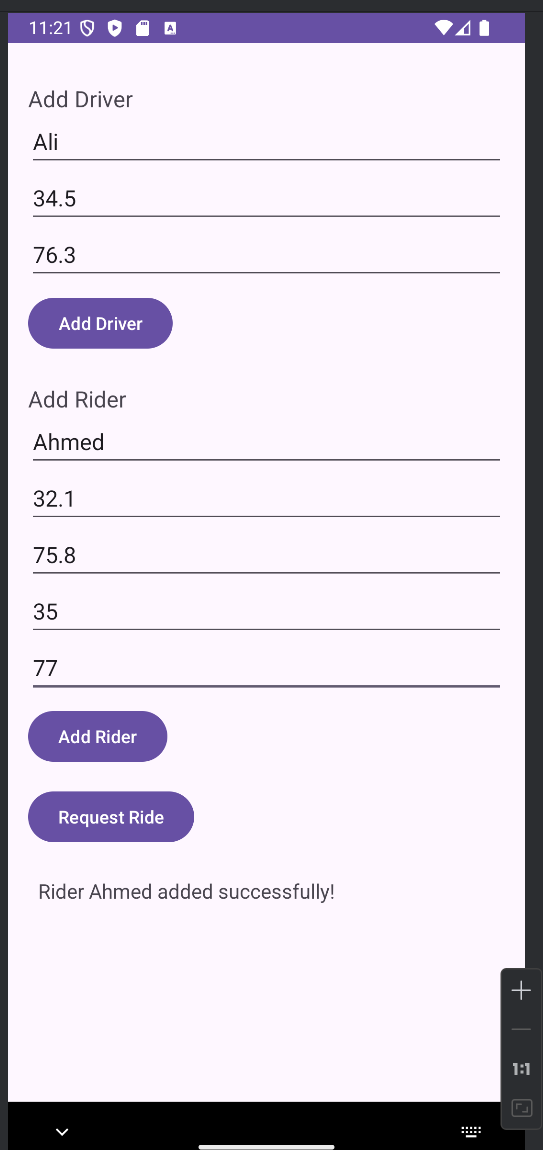 11:21
Add Driver
Ali
34.5
76.3
Add Driver
Add Rider
Ahmed
32.1
75.8
35
77
Add Rider
Request Ride
Rider Ahmed added successfully!
1:1